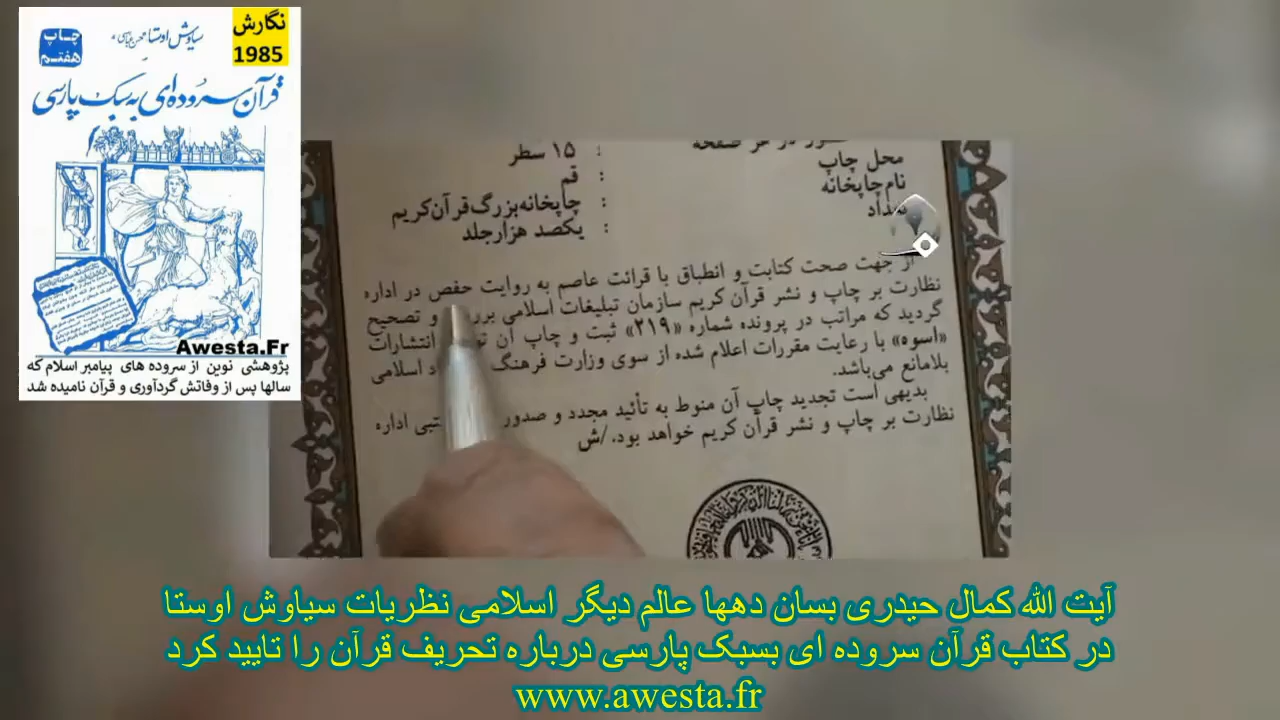 نگارش
1985
چاپ
هفتم
سیاوش اوستا
قرآن سروده‌ای به سبک پارسی
Awesta.Fr
پژوهشی نوین از سروده های پیامبر اسلام که
سالها پس از وفاتش گردآوری و قرآن نامیده شد
: ۱۵ سطر
محل چاپ : قم
نام‌چاپخانه : چاپخانه‌بزرگ‌قرآن‌کریم
: یکصد هزارجلد
از جهت صحت کتابت و انطباق با قرائت عاصم به روایت حفص در اداره
نظارت بر چاپ و نشر قرآن کریم سازمان تبلیغات اسلامی و تصحیح
گردید که مراتب در پرونده شماره «۲۱۹» ثبت و چاپ آن انتشارات
«اسوه» با رعایت مقررات اعلام شده از سوی وزارت فرهنگ اسلامی
بلامانع می‌باشد.
بدیهی است تجدید چاپ آن منوط به تأئید مجدد و صدور اداره
نظارت بر چاپ و نشر قرآن کریم خواهد بود./ش
آیت الله کمال حیدری بسان دهها عالم دیگر اسلامی نظریات سیاوش اوستا
در کتاب قرآن سروده ای بسبک پارسی درباره تحریف قرآن را تایید کرد
www.awesta.fr